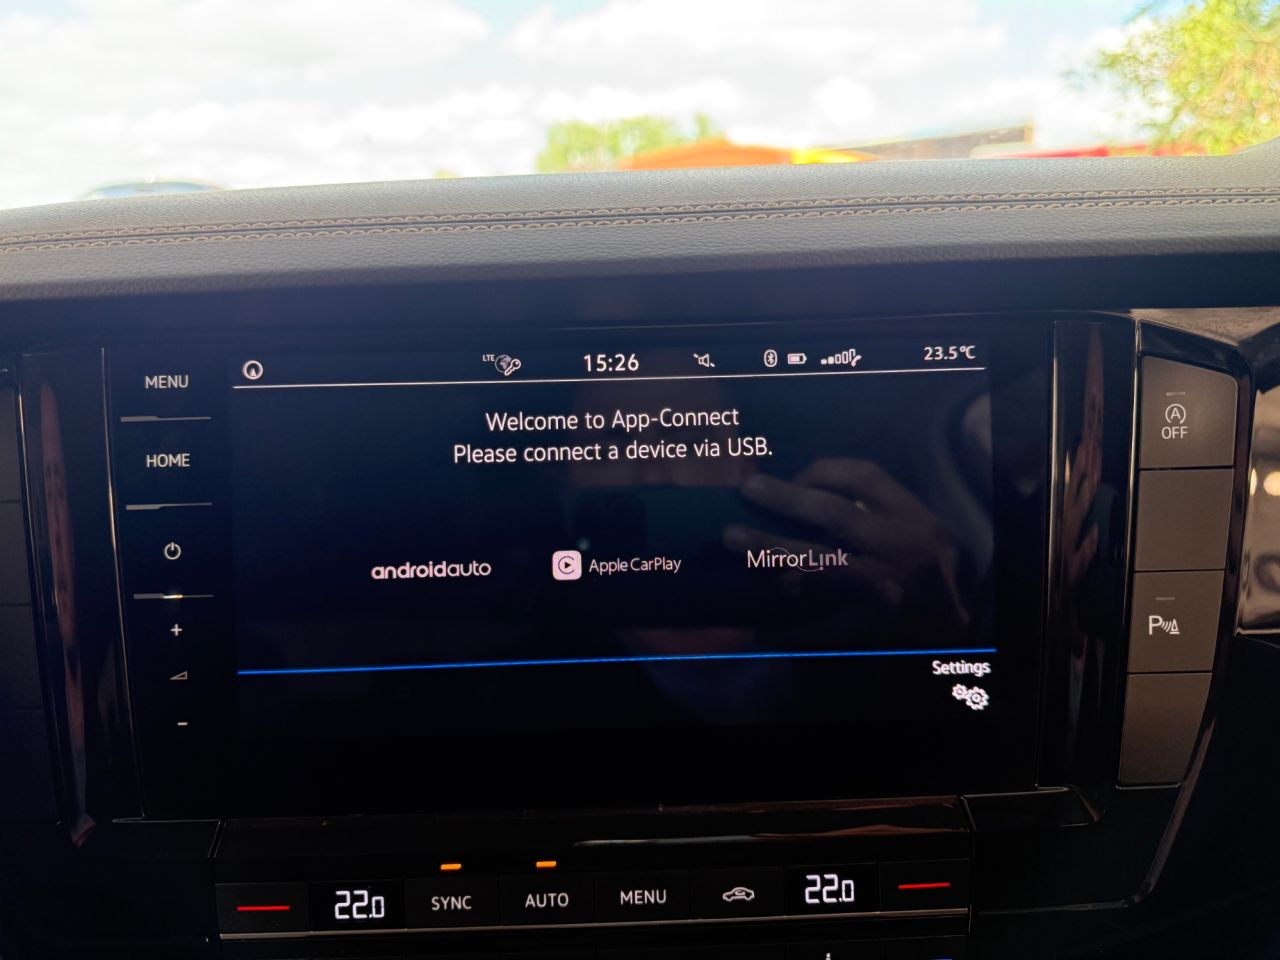 MENU
HOME
+
-
LTE
15:26
23.5°C
Welcome to App-Connect
Please connect a device via USB.
androidauto
Apple CarPlay
MirrorLink
Settings
A
OFF
P
22.0
SYNC
AUTO
MENU
22.0